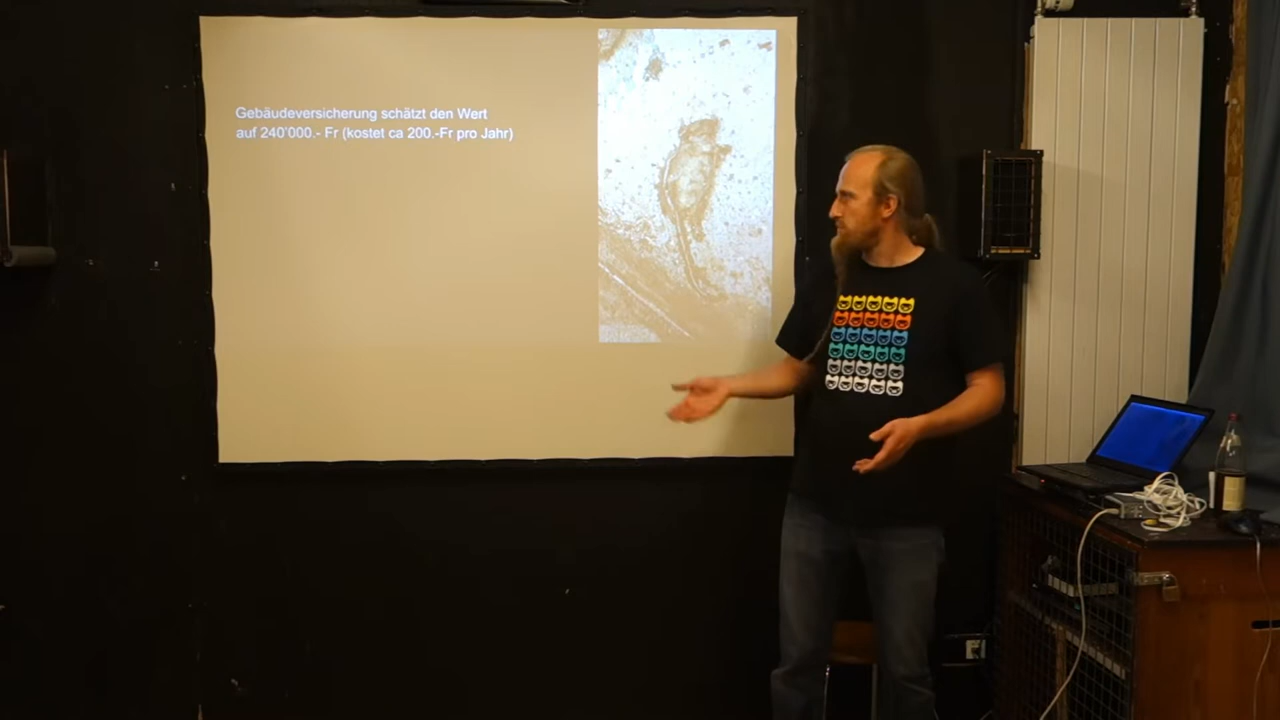 Gebäudeversicherung schätzt den Wert
auf 240'000.- Fr (kostet ca 200.-Fr pro Jahr)